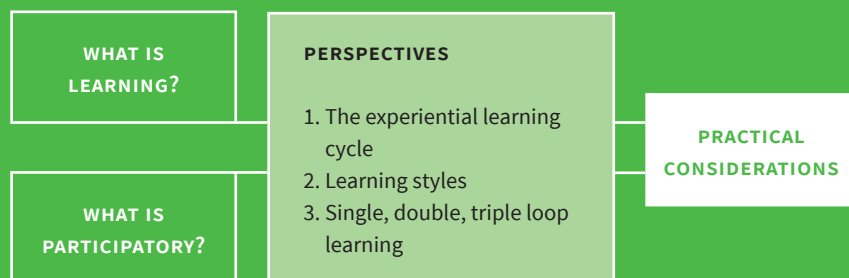 WHAT IS
LEARNING?
WHAT IS
PARTICIPATORY?
PERSPECTIVES
1. The experiential learning
cycle
2. Learning styles
3. Single, double, triple loop
learning
PRACTICAL
CONSIDERATIONS